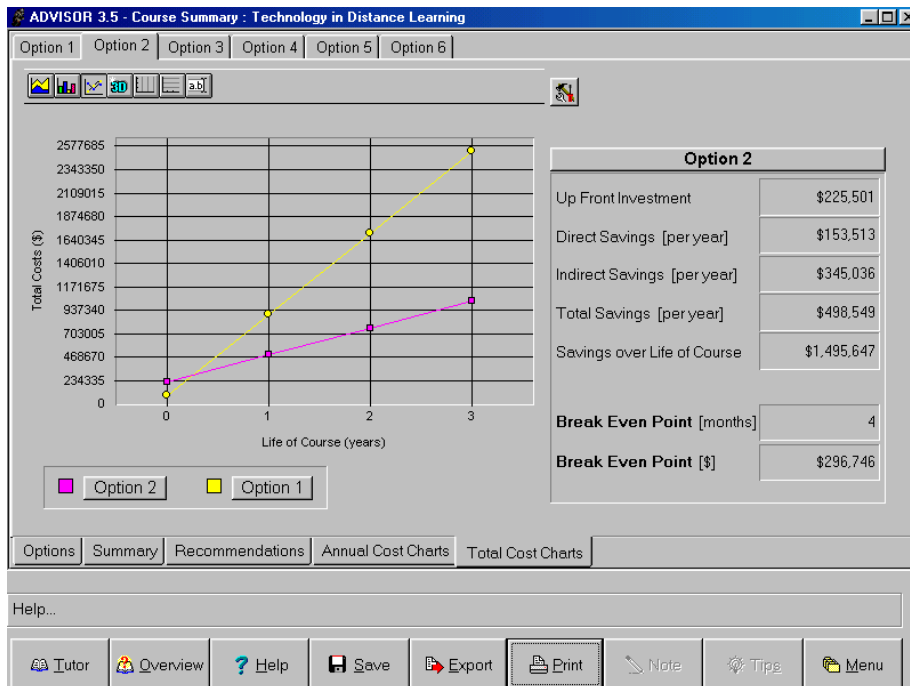 ADVISOR 3.5 - Course Summary : Technology in Distance Learning
Option 1 Option 2 Option 3 Option 4 Option 5 Option 6
3D a.b
2577685
2343350
2109015
1874680
1640345
1406010
1171675
937340
703005
468670
234335
0
Total Costs ($)
0 1 2 3
Life of Course (years)
Option 2 Option 1
Option 2
Up Front Investment $225,501
Direct Savings [per year] $153,513
Indirect Savings [per year] $345,036
Total Savings [per year] $498,549
Savings over Life of Course $1,495,647
Break Even Point [months] 4
Break Even Point [$] $296,746
Options Summary Recommendations Annual Cost Charts Total Cost Charts
Help...
Tutor Overview Help Save Export Print Note Tips Menu